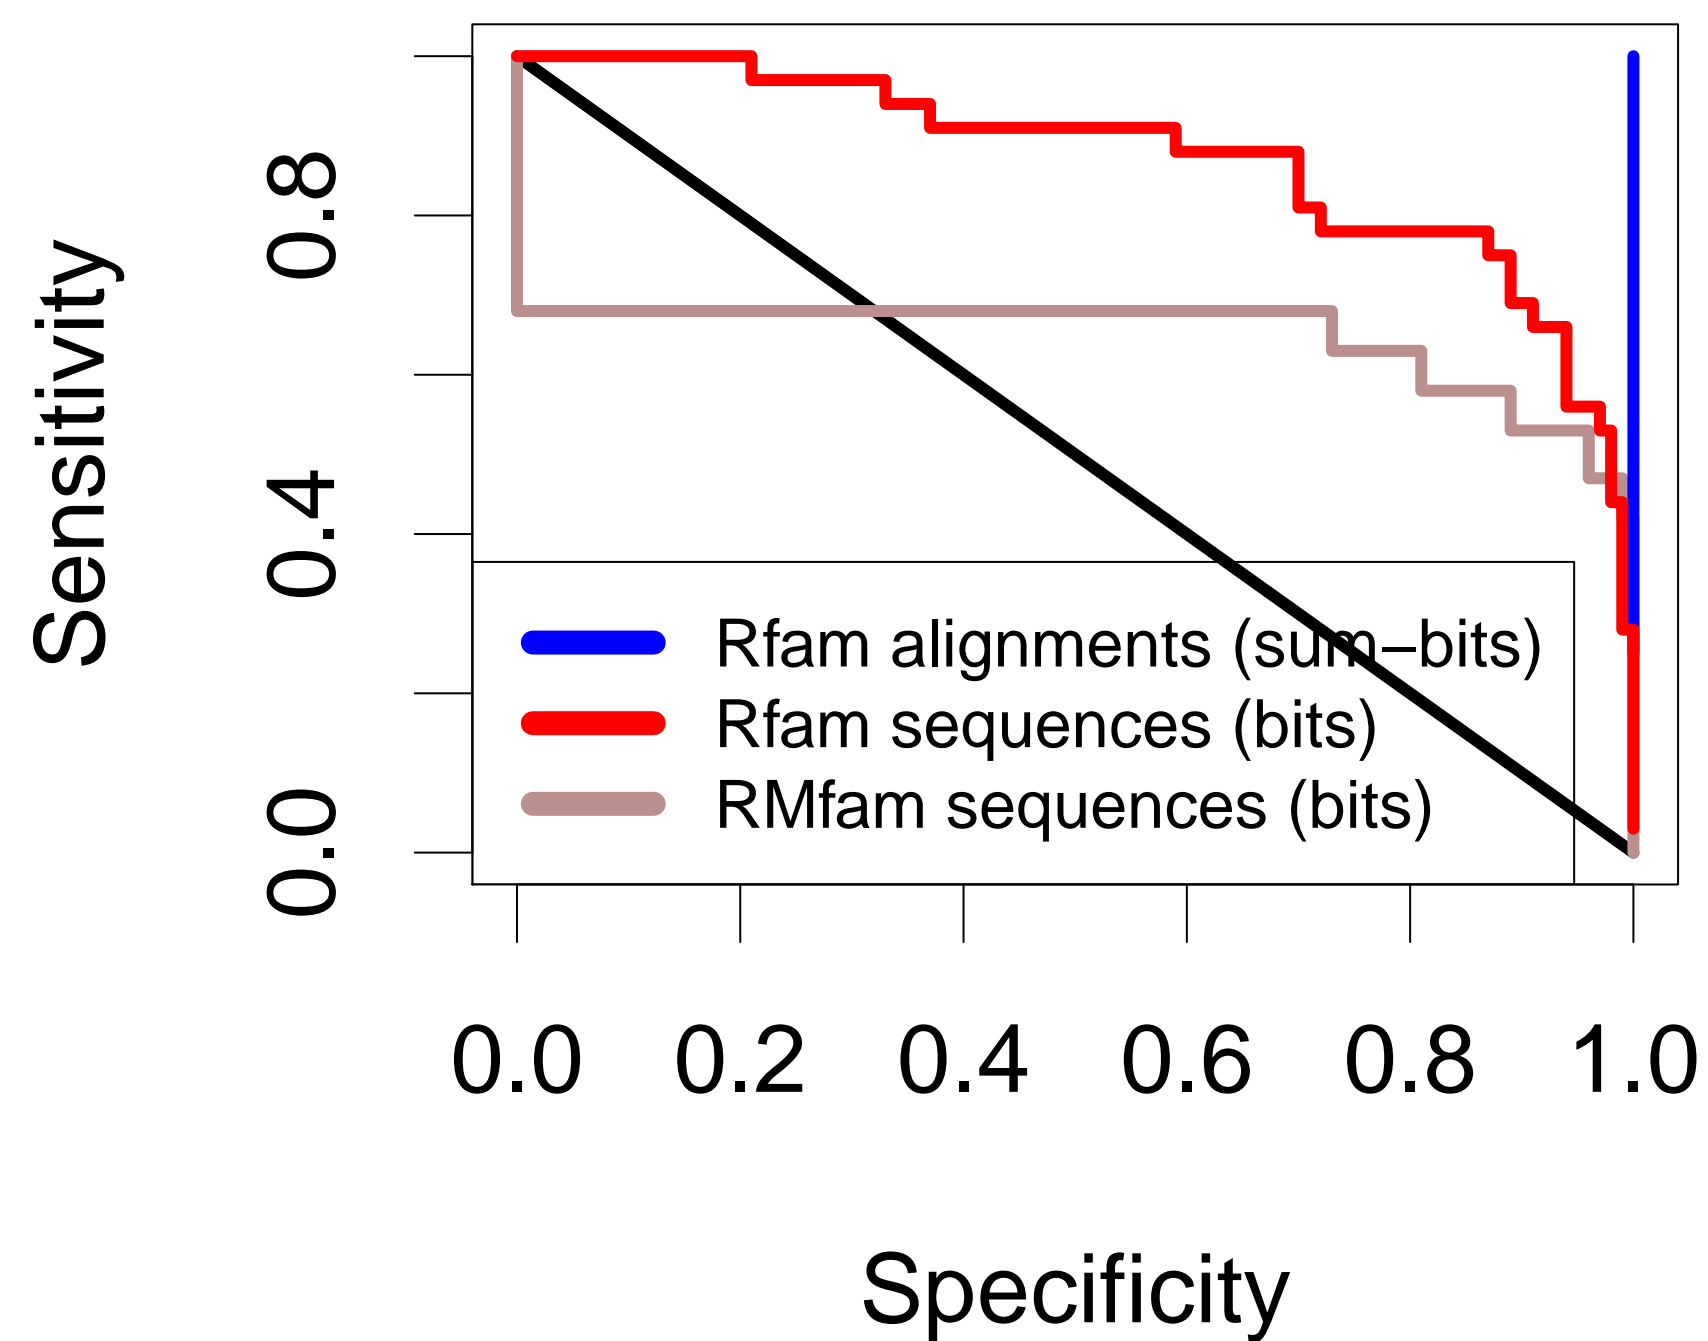 Sensitivity
0.0 0.4 0.8
Rfam alignments (sum−bits)
Rfam sequences (bits)
RMfam sequences (bits)
0.0 0.2 0.4 0.6 0.8 1.0
Specificity